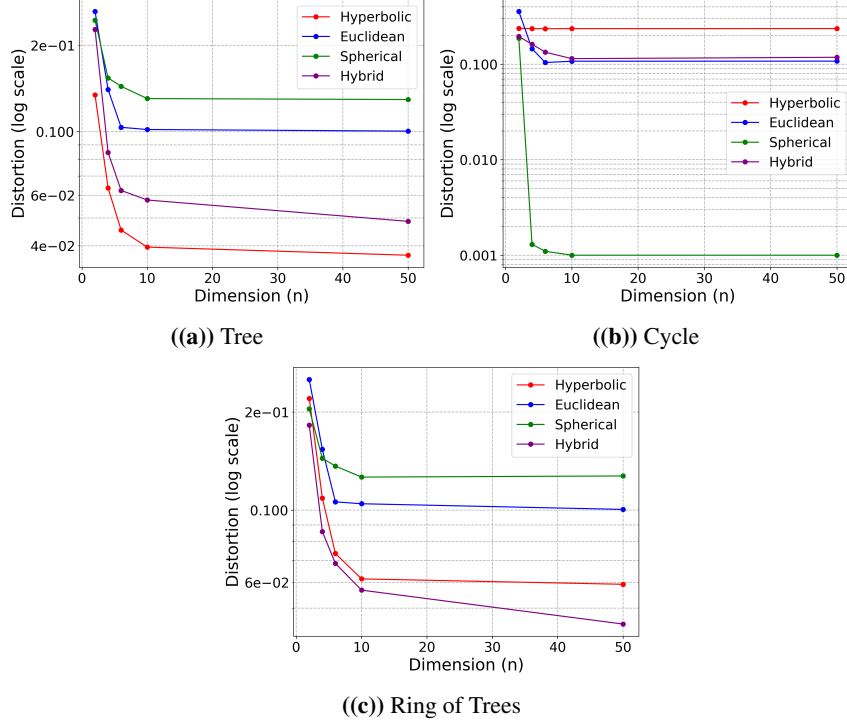 Distortion (log scale)
2e−01
0.100
6e−02
4e−02
Hyperbolic
Euclidean
Spherical
Hybrid
0 10 20 30 40 50
Dimension (n)
((a)) Tree
Distortion (log scale)
0.100
0.010
0.001
Hyperbolic
Euclidean
Spherical
Hybrid
0 10 20 30 40 50
Dimension (n)
((b)) Cycle
Distortion (log scale)
2e−01
0.100
6e−02
Hyperbolic
Euclidean
Spherical
Hybrid
0 10 20 30 40 50
Dimension (n)
((c)) Ring of Trees